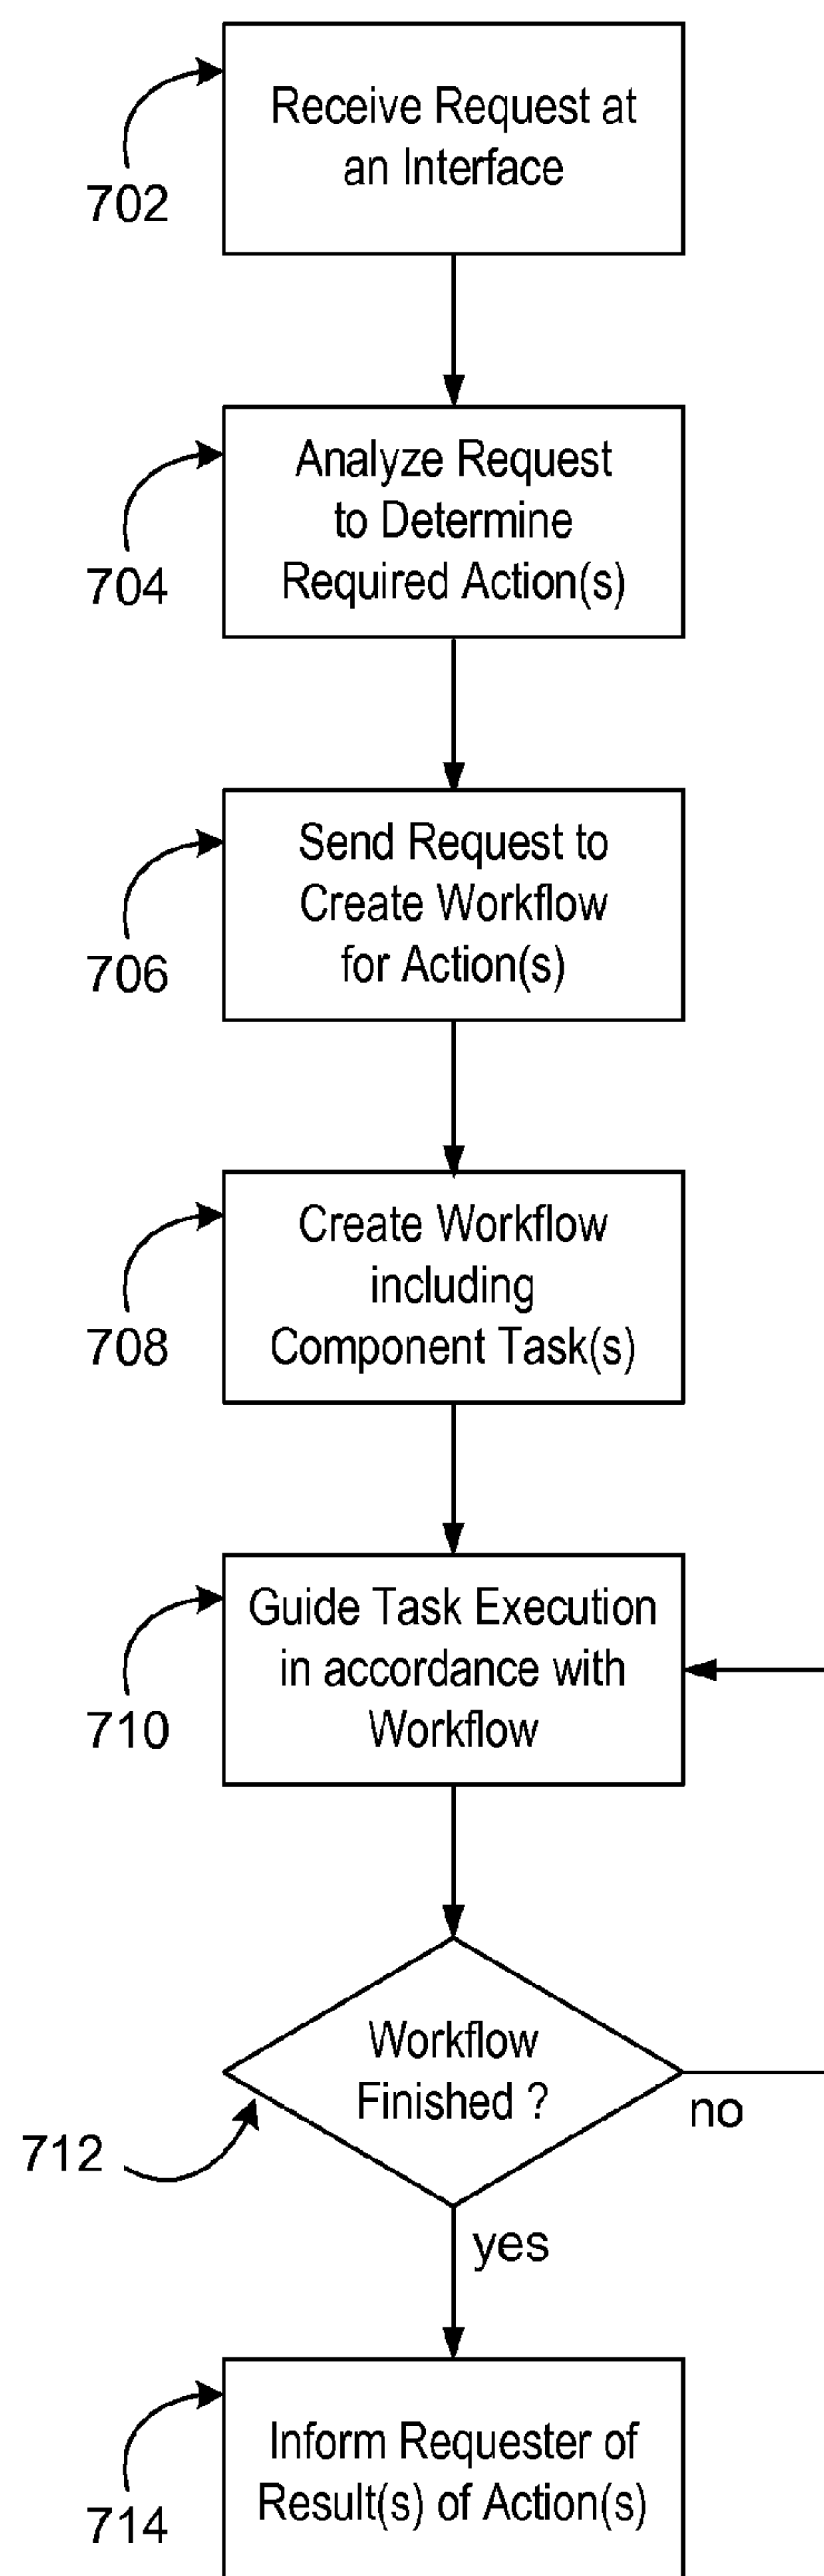 Receive Request at
an Interface
702
Analyze Request
to Determine
Required Action(s)
704
Send Request to
Create Workflow
for Action(s)
706
Create Workflow
including
Component Task(s)
708
Guide Task Execution
in accordance with
Workflow
710
Workflow
Finished ?
no
712
yes
Inform Requester of
Result(s) of Action(s)
714